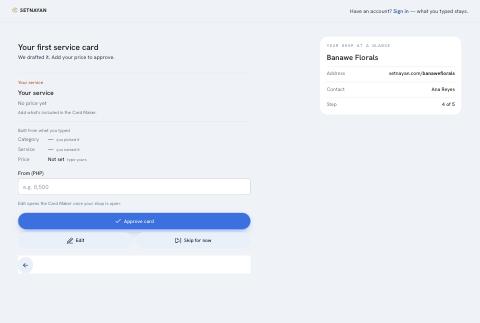 SETNAYAN
Have an account? Sign in — what you typed stays.
Your first service card
We drafted it. Add your price to approve.
Your service
Your service
No price yet
Add what's included in the Card Maker.
Built from what you typed
Category — you picked it
Service — you named it
Price Not set type yours
From (PHP)
e.g. 8,500
Edit opens the Card Maker once your shop is open.
Approve card
Edit
Skip for now
YOUR SHOP AT A GLANCE
Banawe Florals
Address setnayan.com/banaweflorals
Contact Ana Reyes
Step 4 of 5